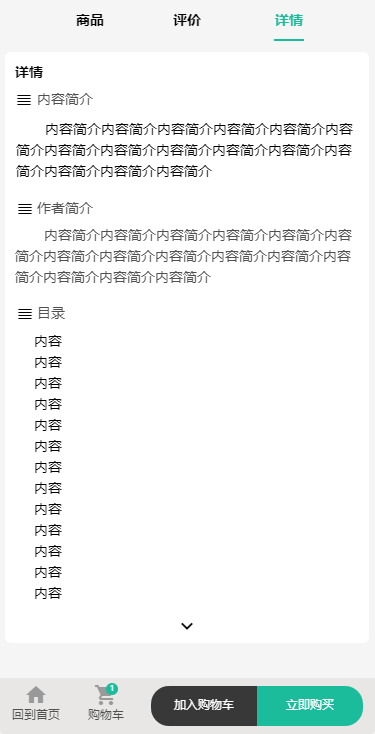 商品 评价 详情
详情
内容简介
内容简介内容简介内容简介内容简介内容简介内容
简介内容简介内容简介内容简介内容简介内容简介内容
简介内容简介内容简介内容简介
作者简介
内容简介内容简介内容简介内容简介内容简介内容
简介内容简介内容简介内容简介内容简介内容简介内容
简介内容简介内容简介内容简介
目录
内容
内容
内容
内容
内容
内容
内容
内容
内容
内容
内容
内容
内容
1
回到首页 购物车 加入购物车 立即购买